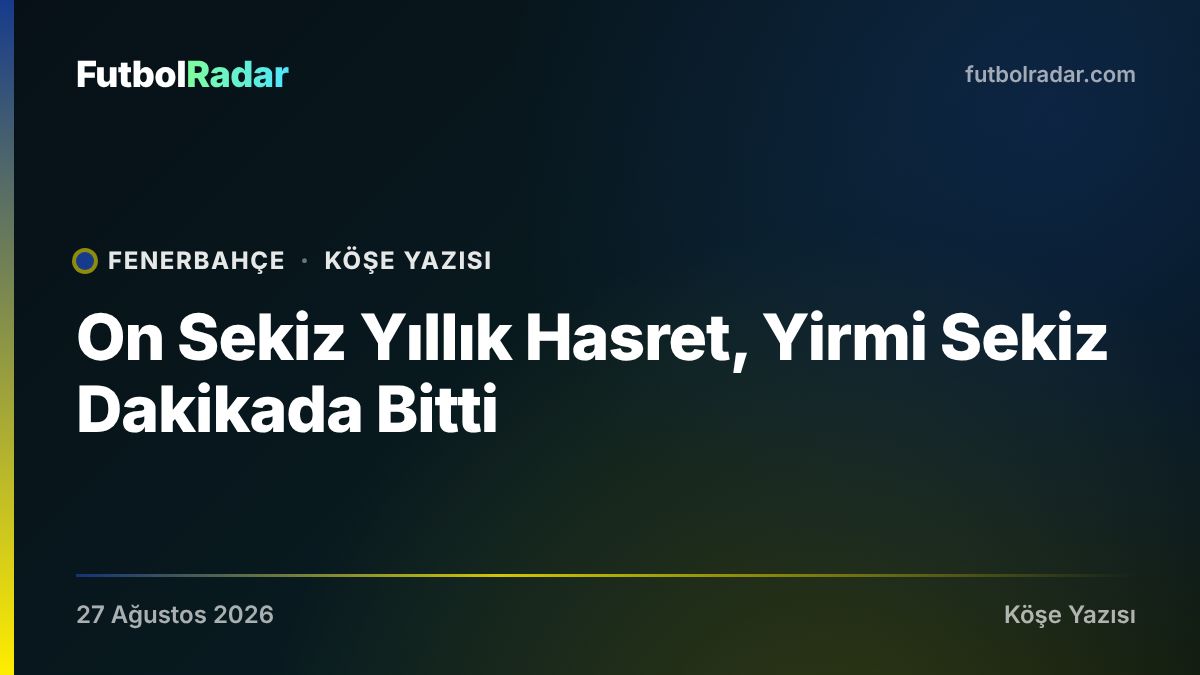 FutbolRadar
futbolradar.com
FENERBAHÇE · KÖŞE YAZISI
On Sekiz Yıllık Hasret, Yirmi Sekiz
Dakikada Bitti
27 Ağustos 2026
Köşe Yazısı